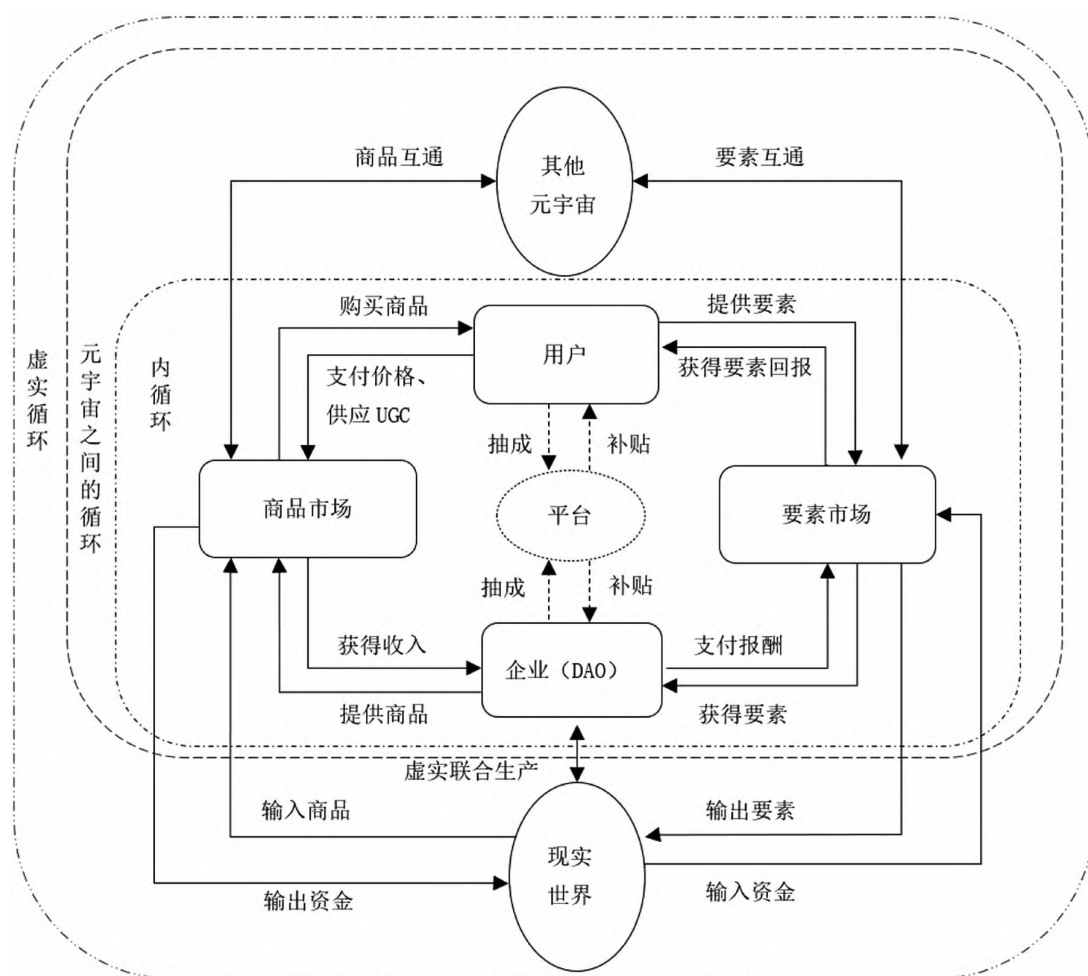 商品互通
其他
元宇宙
要素互通
购买商品
用户
提供要素
支付价格、
供应 UGC
获得要素回报
虚实循环
元宇宙之间的循环
内循环
抽成
补贴
商品市场
平台
要素市场
抽成
补贴
获得收入
企业（DAO）
支付报酬
提供商品
获得要素
虚实联合生产
输入商品
输出要素
现实
世界
输出资金
输入资金